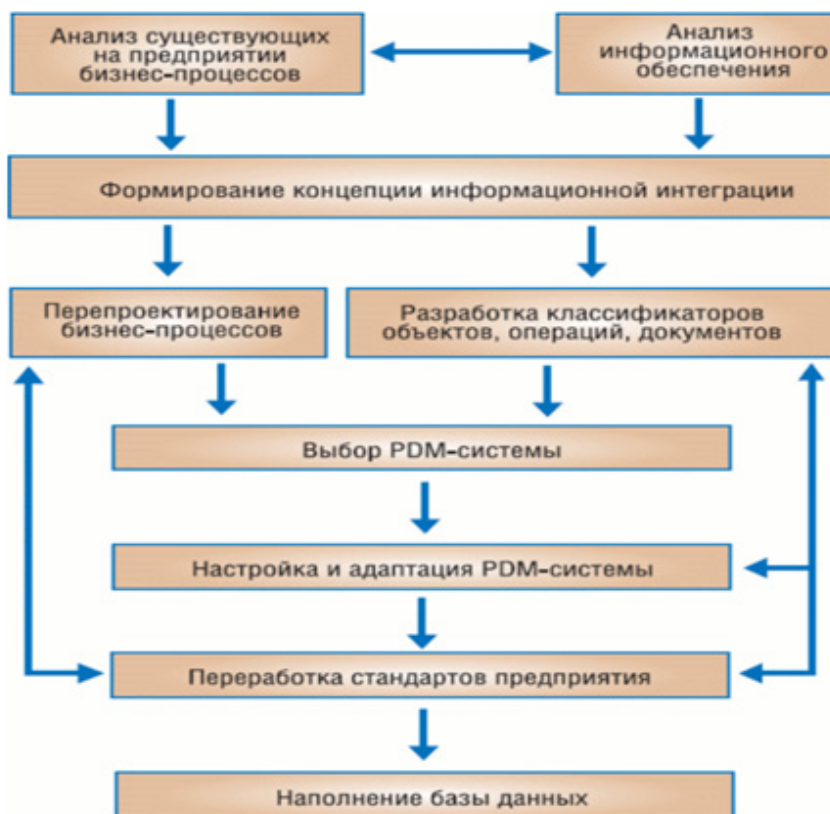 Анализ существующих
на предприятии
бизнес-процессов
Анализ
информационного
обеспечения
Формирование концепции информационной интеграции
Перепроектирование
бизнес-процессов
Разработка классификаторов
объектов, операций, документов
Выбор PDM-системы
Настройка и адаптация PDM-системы
Переработка стандартов предприятия
Наполнение базы данных